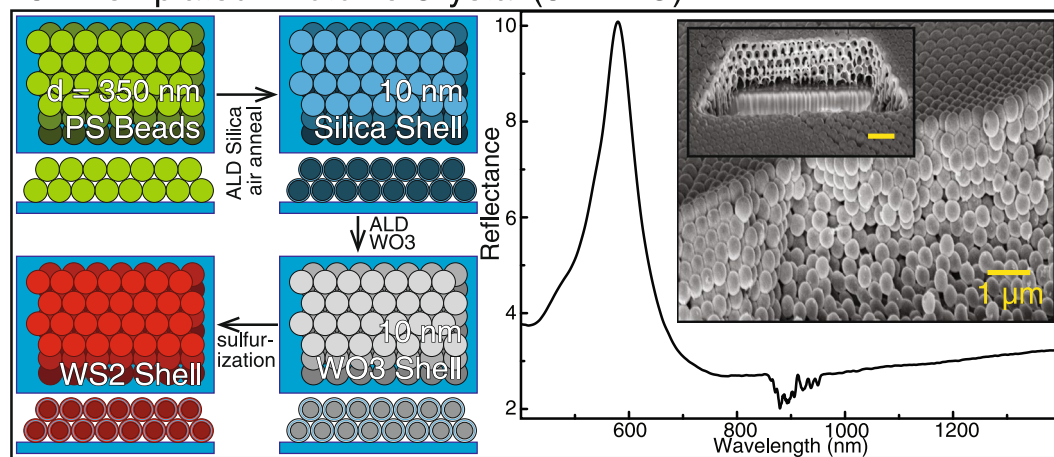 d = 350 nm
PS Beads
ALD Silica
air anneal
10 nm
Silica Shell
ALD
WO3
10 nm
WO3 Shell
sulfur-
ization
WS2 Shell
Reflectance
10
8
6
4
2
600
800
1000
1200
Wavelength (nm)
1 µm